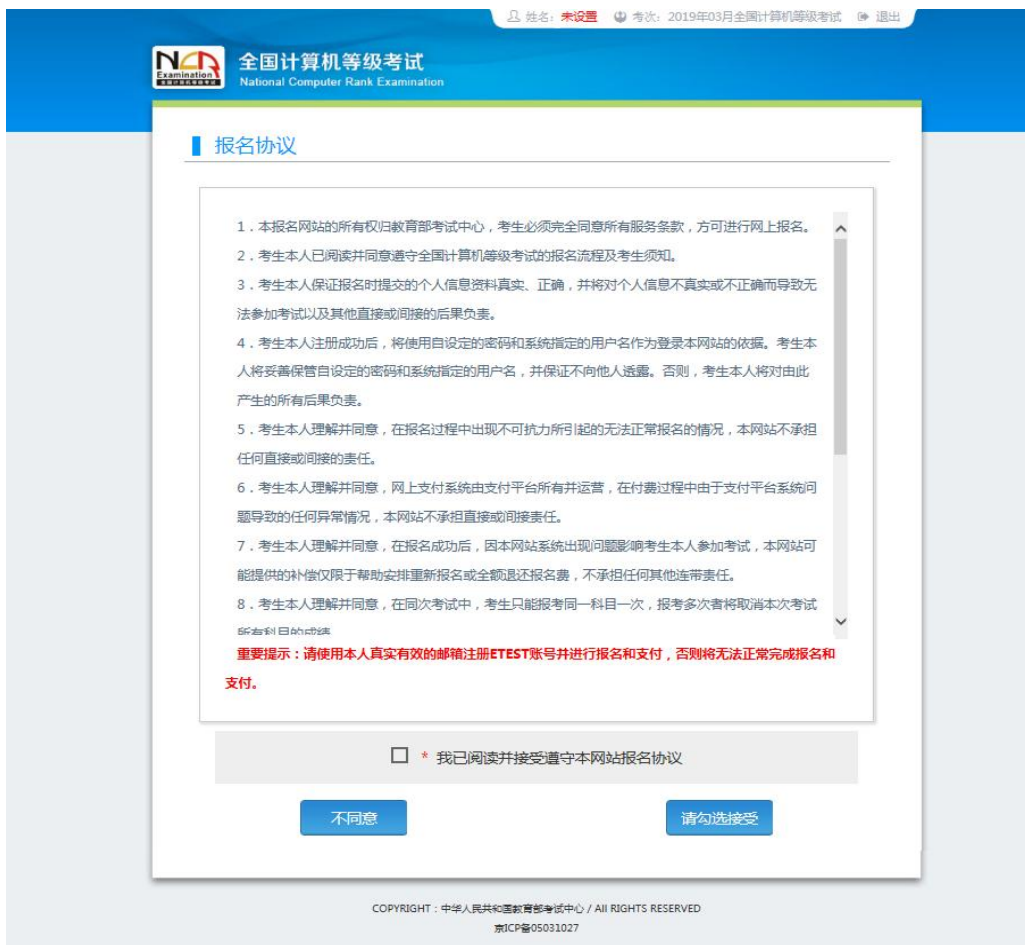 姓名：未设置 考次：2019年03月全国计算机等级考试 退出
NCR
Examination
全国计算机等级考试
National Computer Rank Examination
报名协议
1．本报名网站的所有权归教育部考试中心，考生必须完全同意所有服务条款，方可进行网上报名。
2．考生本人已阅读并同意遵守全国计算机等级考试的报名流程及考生须知。
3．考生本人保证报名时提交的个人信息资料真实、正确，并将对个人信息不真实或不正确而导致无
法参加考试以及其他直接或间接的后果负责。
4．考生本人注册成功后，将使用自设定的密码和系统指定的用户名作为登录本网站的依据。考生本
人将妥善保管自设定的密码和系统指定的用户名，并保证不向他人透露。否则，考生本人将对由此
产生的所有后果负责。
5．考生本人理解并同意，在报名过程中出现不可抗力所引起的无法正常报名的情况，本网站不承担
任何直接或间接的责任。
6．考生本人理解并同意，网上支付系统由支付平台所有并运营，在付费过程中由于支付平台系统问
题导致的任何异常情况，本网站不承担直接或间接责任。
7．考生本人理解并同意，在报名成功后，因本网站系统出现问题影响考生本人参加考试，本网站可
能提供的补偿仅限于帮助安排重新报名或全额退还报名费，不承担任何其他连带责任。
8．考生本人理解并同意，在同次考试中，考生只能报考同一科目一次，报考多次者将取消本次考试
所有科目的成绩
重要提示：请使用本人真实有效的邮箱注册ETEST账号并进行报名和支付，否则将无法正常完成报名和
支付。
* 我已阅读并接受遵守本网站报名协议
不同意
请勾选接受
COPYRIGHT：中华人民共和国教育部考试中心 / All RIGHTS RESERVED
京ICP备05031027